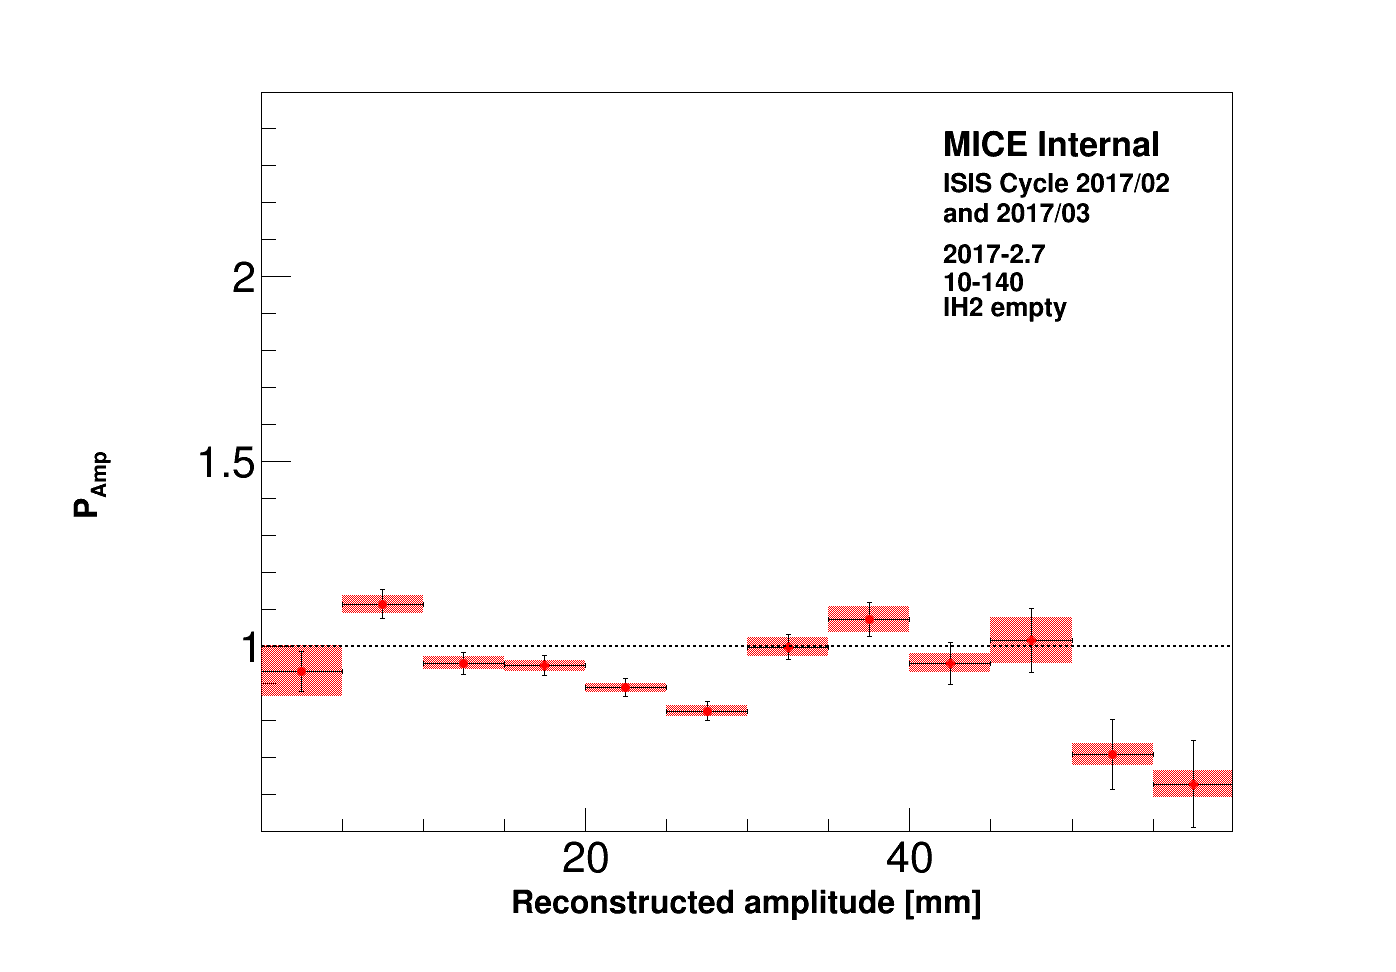 MICE Internal
ISIS Cycle 2017/02
and 2017/03
2017-2.7
10-140
lH2 empty
2
1.5
1
P_Amp
20
40
Reconstructed amplitude [mm]